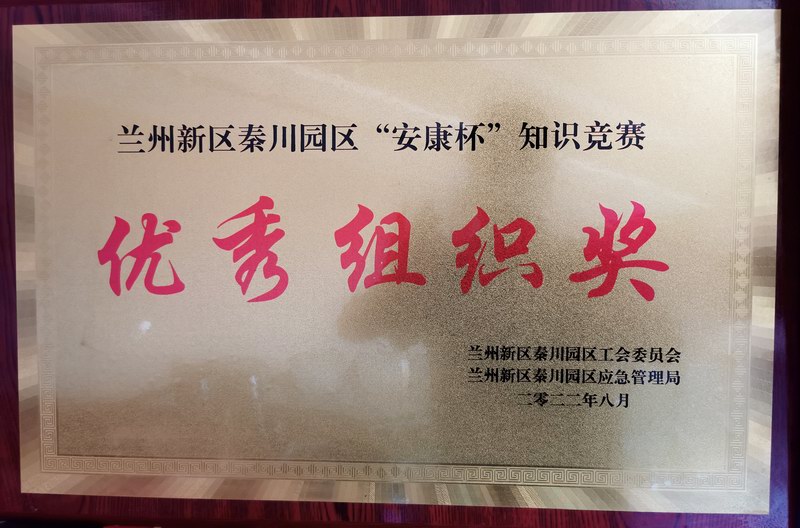 兰州新区秦川园区“安康杯”知识竞赛
优秀组织奖
兰州新区秦川园区工会委员会
兰州新区秦川园区应急管理局
二零二二年八月